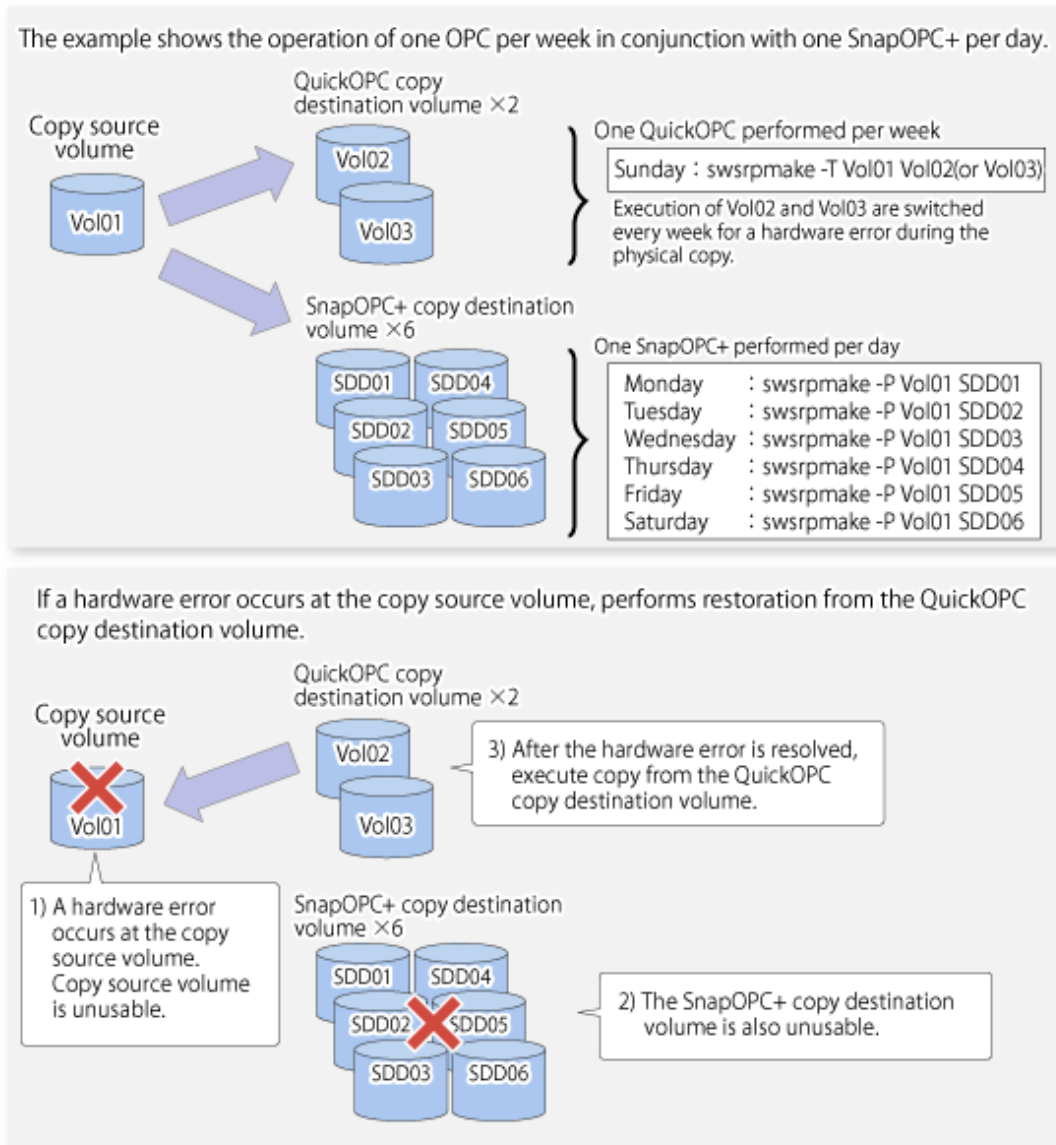 The example shows the operation of one OPC per week in conjunction with one SnapOPC+ per day.
Copy source
volume
Vol01
QuickOPC copy
destination volume ×2
Vol02
Vol03
One QuickOPC performed per week
Sunday : swsrpmake -T Vol01 Vol02(or Vol03)
Execution of Vol02 and Vol03 are switched
every week for a hardware error during the
physical copy.
SnapOPC+ copy destination
volume ×6
SDD01 SDD04
SDD02 SDD05
SDD03 SDD06
One SnapOPC+ performed per day
Monday : swsrpmake -P Vol01 SDD01
Tuesday : swsrpmake -P Vol01 SDD02
Wednesday : swsrpmake -P Vol01 SDD03
Thursday : swsrpmake -P Vol01 SDD04
Friday : swsrpmake -P Vol01 SDD05
Saturday : swsrpmake -P Vol01 SDD06
If a hardware error occurs at the copy source volume, performs restoration from the QuickOPC
copy destination volume.
Copy source
volume
Vol01
QuickOPC copy
destination volume ×2
Vol02
Vol03
3) After the hardware error is resolved,
execute copy from the QuickOPC
copy destination volume.
1) A hardware error
occurs at the copy
source volume.
Copy source volume
is unusable.
SnapOPC+ copy destination
volume ×6
SDD01 SDD04
SDD02 SDD05
SDD03 SDD06
2) The SnapOPC+ copy destination
volume is also unusable.